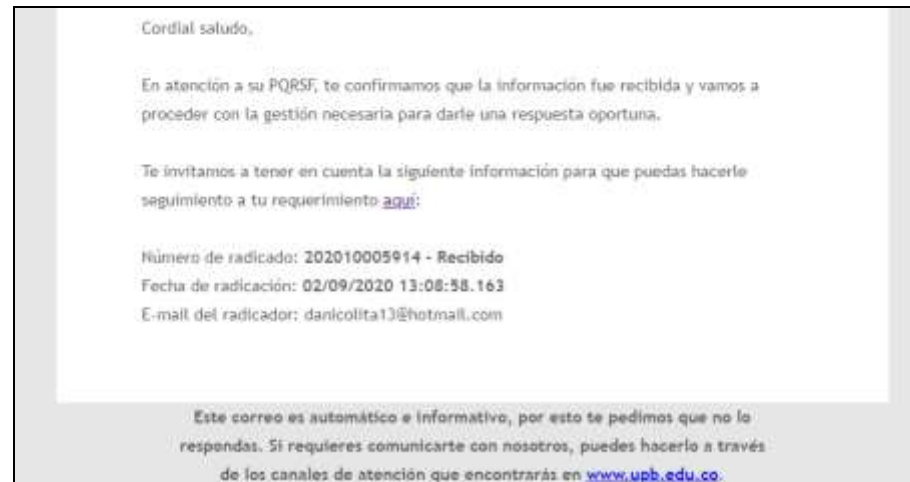 Cordial saludo,
En atención a su PQRSF, te confirmamos que la información fue recibida y vamos a
proceder con la gestión necesaria para darle una respuesta oportuna.
Te invitamos a tener en cuenta la siguiente información para que puedas hacerle
seguimiento a tu requerimiento aquí:
Número de radicado: 202010005914 - Recibido
Fecha de radicación: 02/09/2020 13:08:58.163
E-mail del radicador: danicolita13@hotmail.com
Este correo es automático e informativo, por esto te pedimos que no lo
respondas. Si requieres comunicarte con nosotros, puedes hacerlo a través
de los canales de atención que encontrarás en www.upb.edu.co.